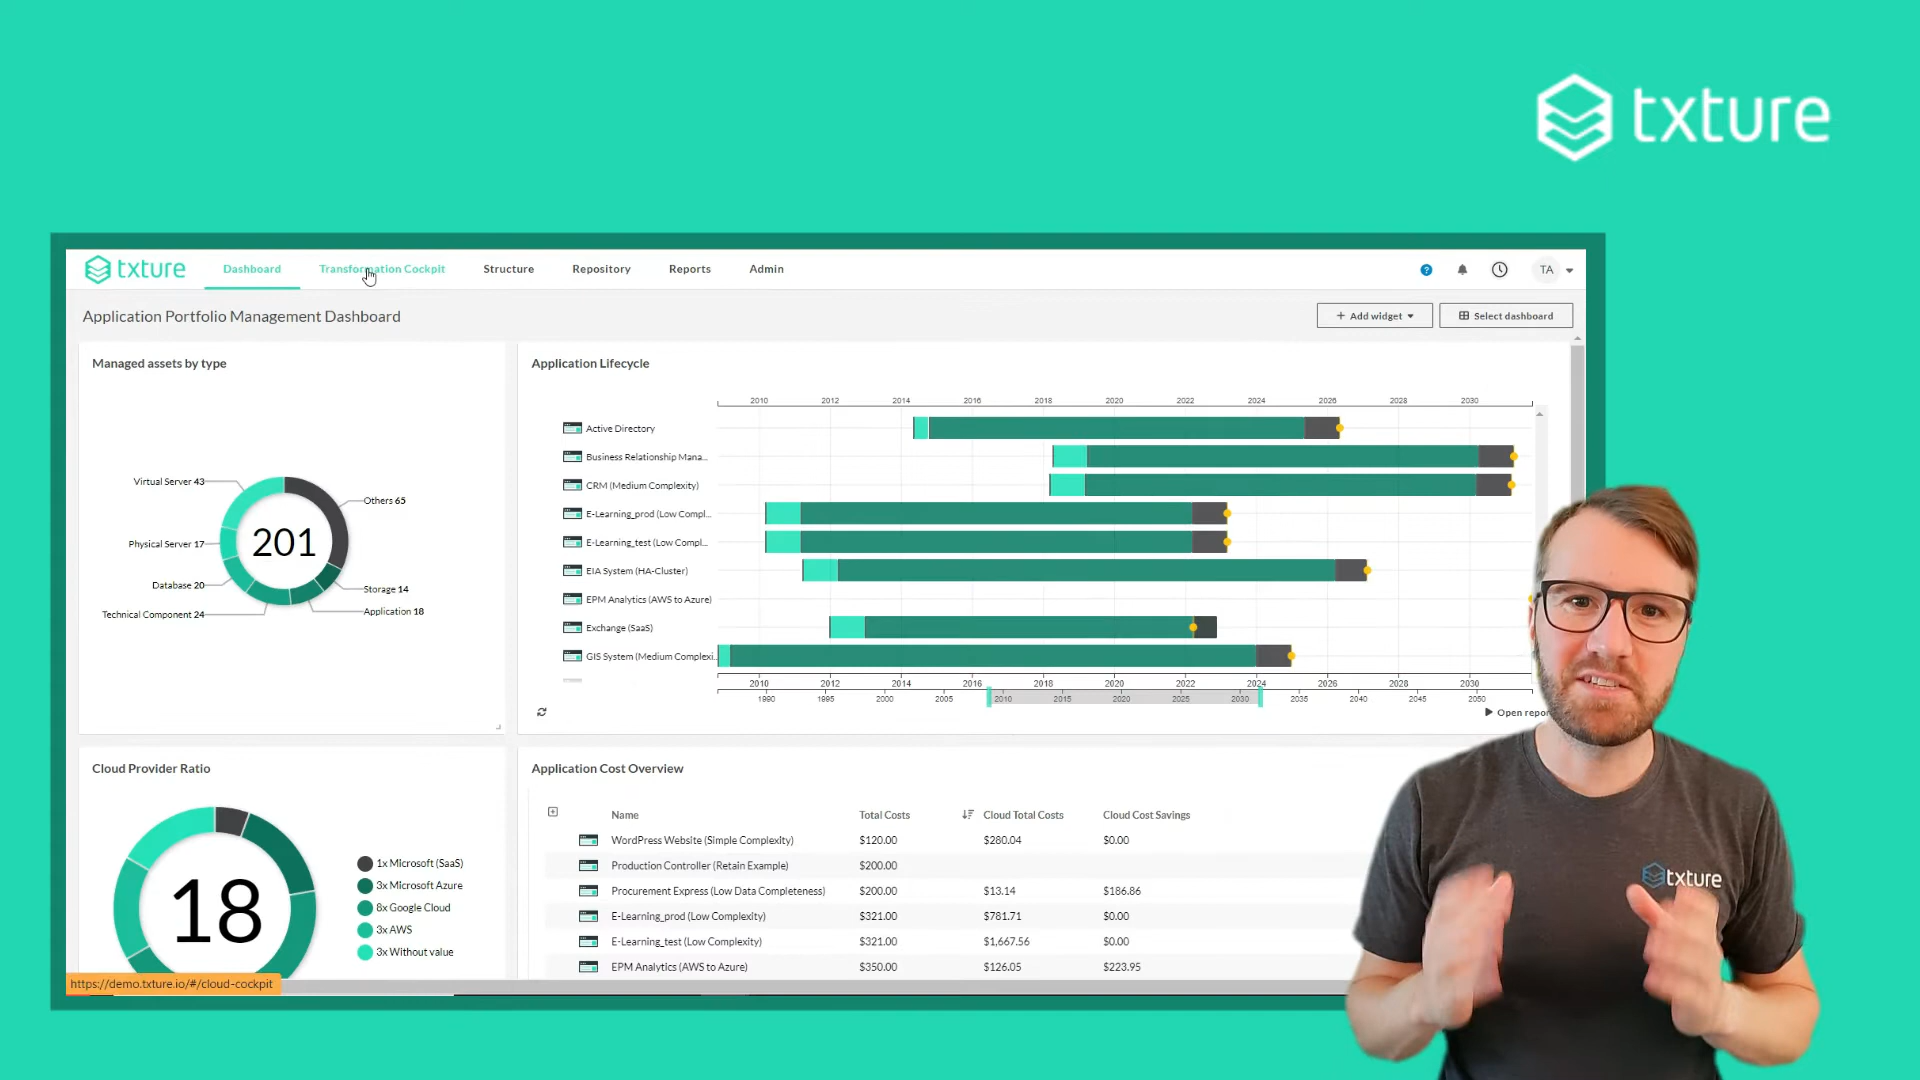 txture
txture Dashboard Transformation Cockpit Structure Repository Reports Admin ? TA
Application Portfolio Management Dashboard
+ Add widget
Select dashboard
Managed assets by type
Virtual Server 43
Others 65
Physical Server 17
201
Database 20
Storage 14
Technical Component 24
Application 18
Application Lifecycle
2010 2012 2014 2016 2018 2020 2022 2024 2026 2028 2030
Active Directory
Business Relationship Mana...
CRM (Medium Complexity)
E-Learning_prod (Low Compl...
E-Learning_test (Low Compl...
EIA System (HA-Cluster)
EPM Analytics (AWS to Azure)
Exchange (SaaS)
GIS System (Medium Complexi...
2010 2012 2014 2016 2018 2020 2022 2024 2026 2028 2030
1990 1995 2000 2005 2010 2015 2020 2025 2030 2035 2040 2045 2050
Open repor
Cloud Provider Ratio
18
1x Microsoft (SaaS)
3x Microsoft Azure
8x Google Cloud
3x AWS
3x Without value
Application Cost Overview
Name Total Costs Cloud Total Costs Cloud Cost Savings
WordPress Website (Simple Complexity) $120.00 $280.04 $0.00
Production Controller (Retain Example) $200.00
Procurement Express (Low Data Completeness) $200.00 $13.14 $186.86
E-Learning_prod (Low Complexity) $321.00 $781.71 $0.00
E-Learning_test (Low Complexity) $321.00 $1,667.56 $0.00
EPM Analytics (AWS to Azure) $350.00 $126.05 $223.95
https://demo.txture.io/#/cloud-cockpit
txture